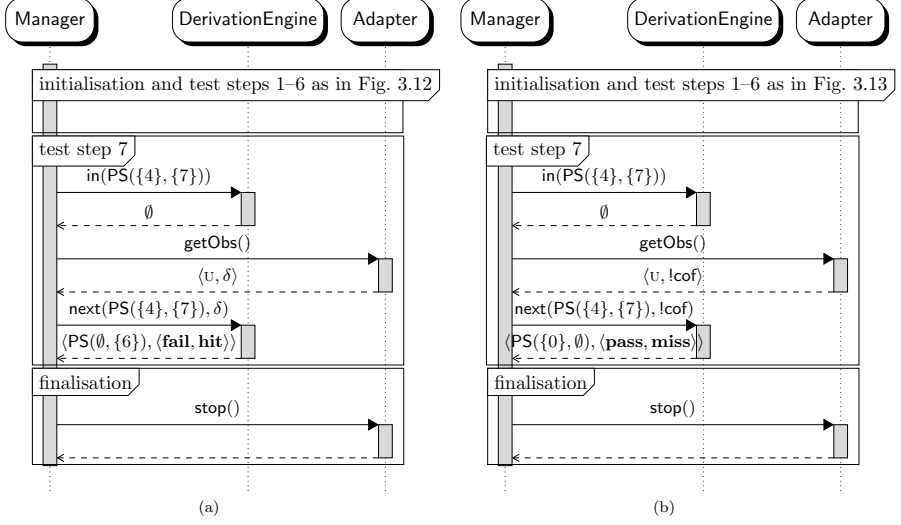 Manager DerivationEngine Adapter
initialisation and test steps 1–6 as in Fig. 3.12
test step 7
in(PS({4}, {7}))
∅
getObs()
⟨U, δ⟩
next(PS({4}, {7}), δ)
⟨PS(∅, {6}), ⟨fail, hit⟩⟩
finalisation
stop()
(a)
Manager DerivationEngine Adapter
initialisation and test steps 1–6 as in Fig. 3.13
test step 7
in(PS({4}, {7}))
∅
getObs()
⟨U, !cof⟩
next(PS({4}, {7}), !cof)
⟨PS({0}, ∅), ⟨pass, miss⟩⟩
finalisation
stop()
(b)